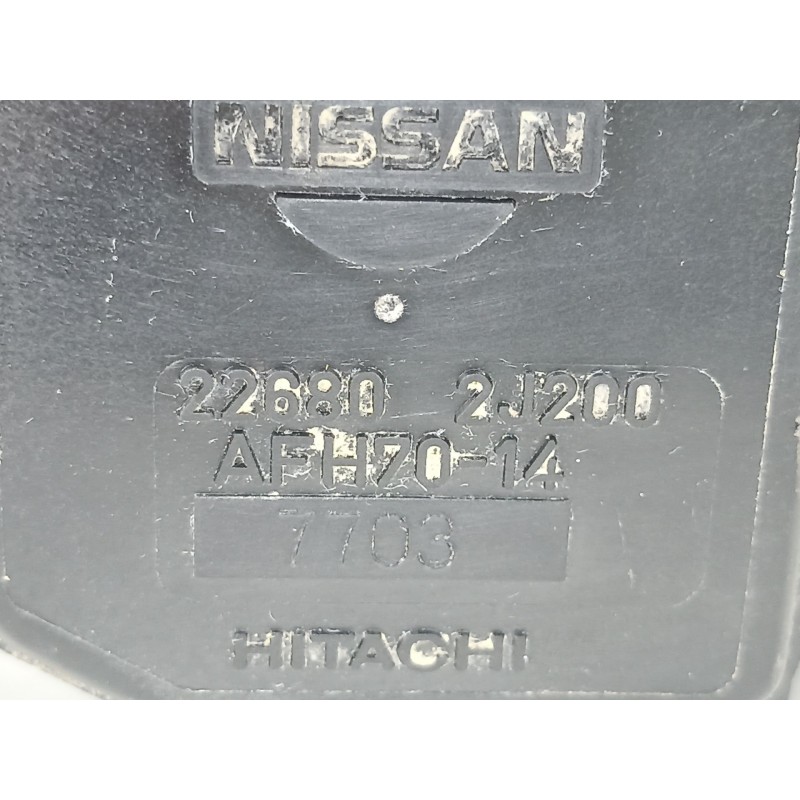 NISSAN
22680 2J200
AFH70-14
7703
HITACHI